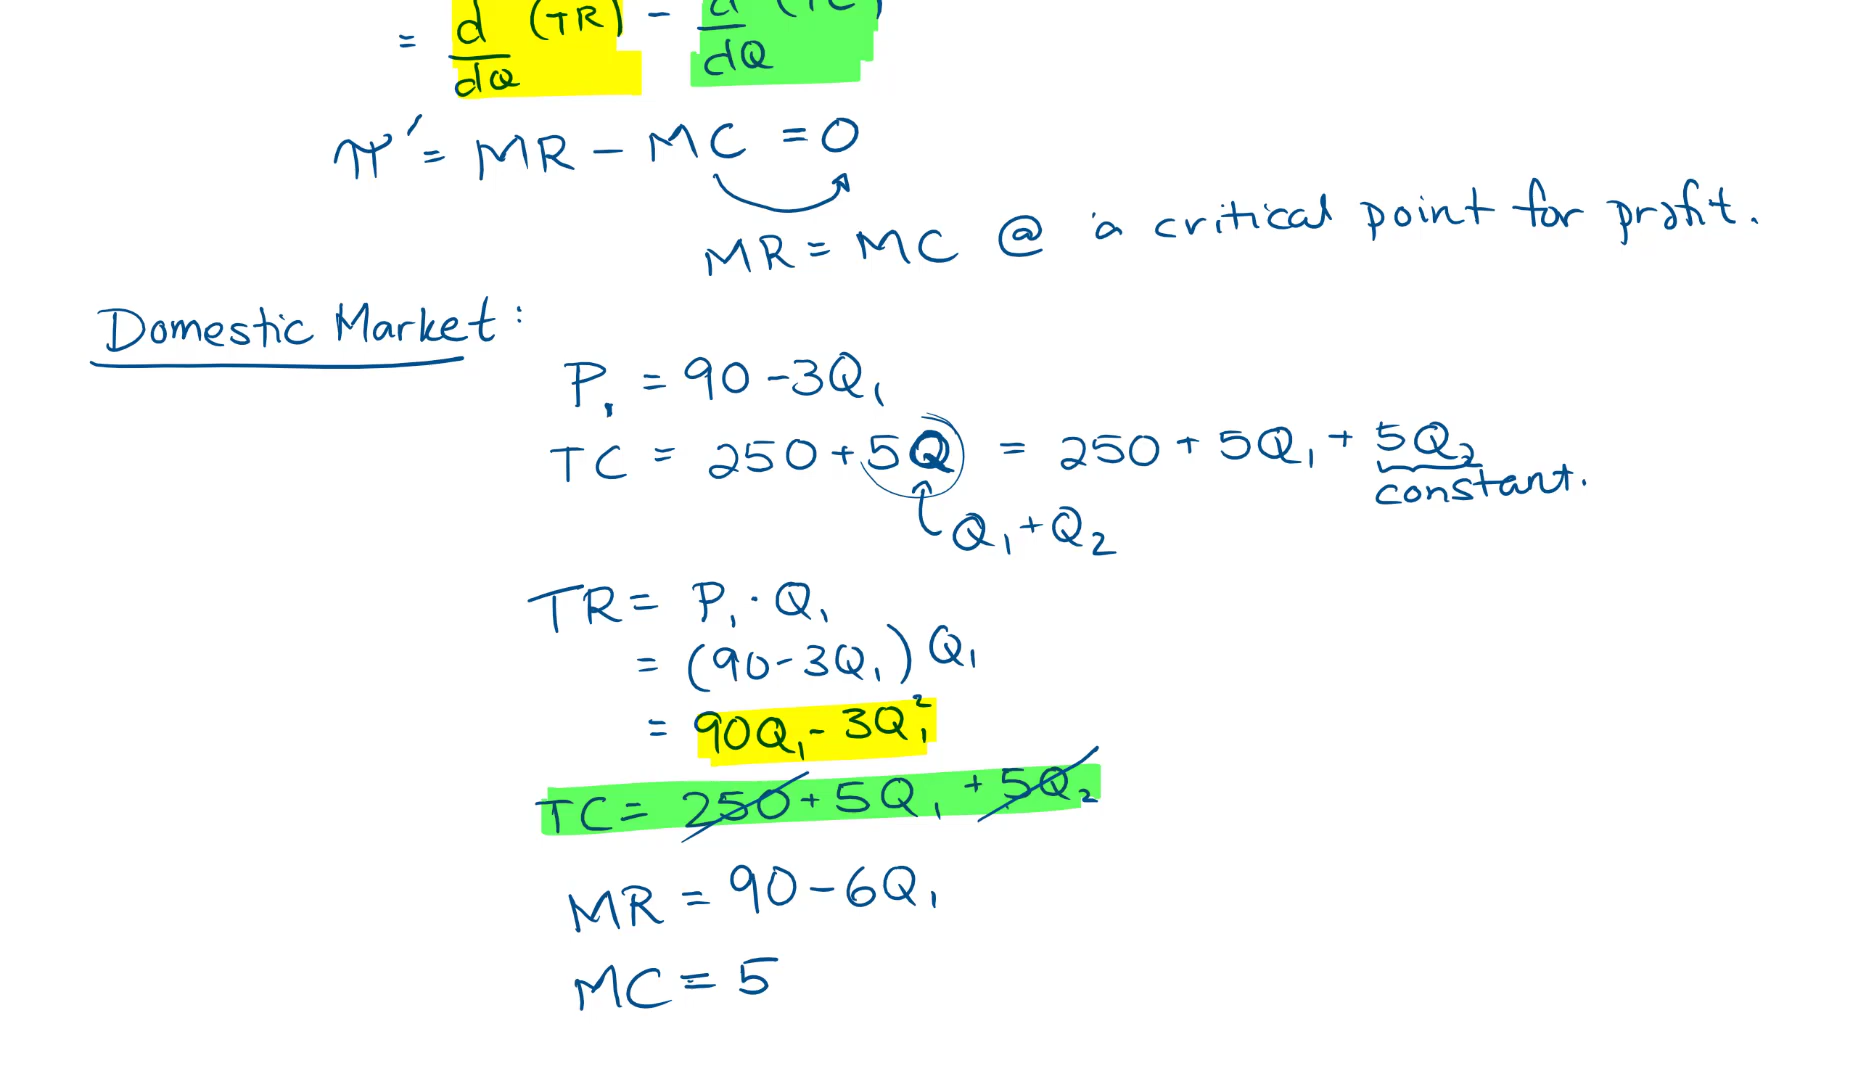 = d/dQ (TR) - d/dQ (TC)
π' = MR - MC = 0
MR = MC @ a critical point for profit.
Domestic Market:
P₁ = 90 - 3Q₁
TC = 250 + 5Q = 250 + 5Q₁ + 5Q₂
constant.
Q₁ + Q₂
TR = P₁ · Q₁
= (90 - 3Q₁) Q₁
= 90Q₁ - 3Q₁²
TC = 250 + 5Q₁ + 5Q₂
MR = 90 - 6Q₁
MC = 5